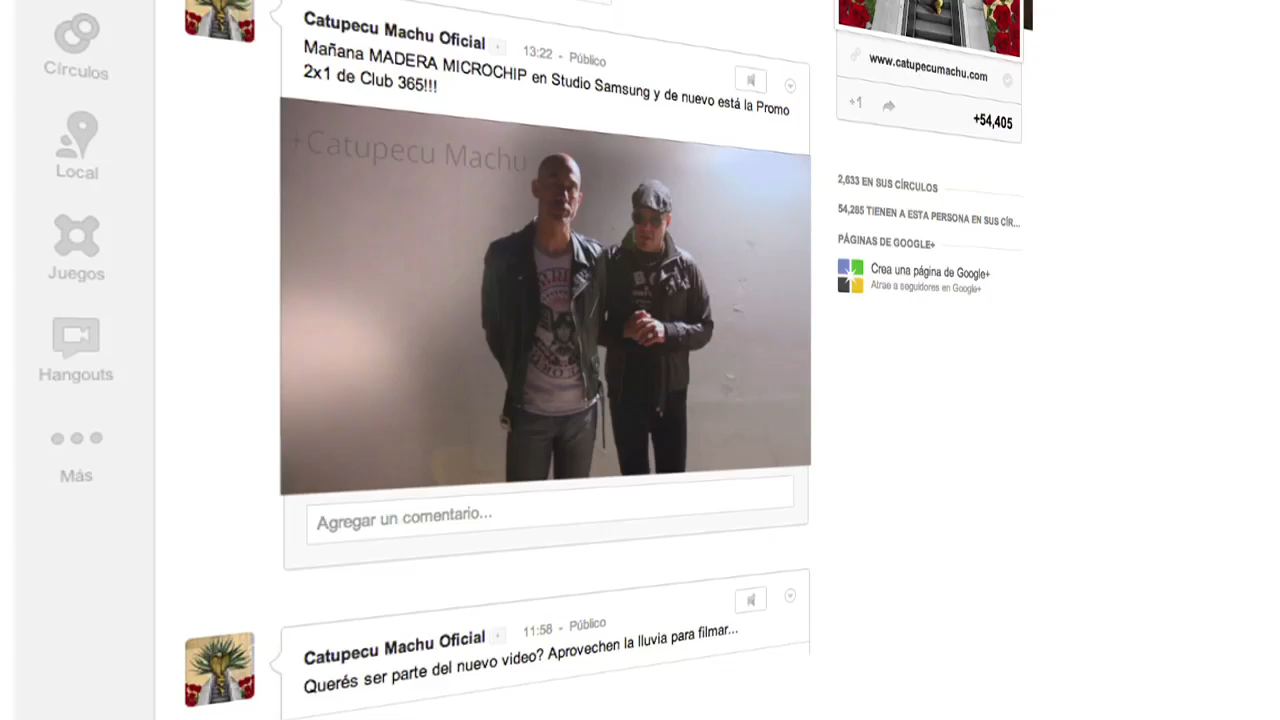 Círculos
Local
Juegos
Hangouts
Más
Catupecu Machu Oficial 13:22 - Público
Mañana MADERA MICROCHIP en Studio Samsung y de nuevo está la Promo
2x1 de Club 365!!!
+Catupecu Machu
Agregar un comentario...
Catupecu Machu Oficial 11:58 - Público
Querés ser parte del nuevo video? Aprovechen la lluvia para filmar...
www.catupecumachu.com
+1
+54,405
2,633 EN SUS CÍRCULOS
54,285 TIENEN A ESTA PERSONA EN SUS CÍR...
PÁGINAS DE GOOGLE+
Crea una página de Google+
Atrae a seguidores en Google+